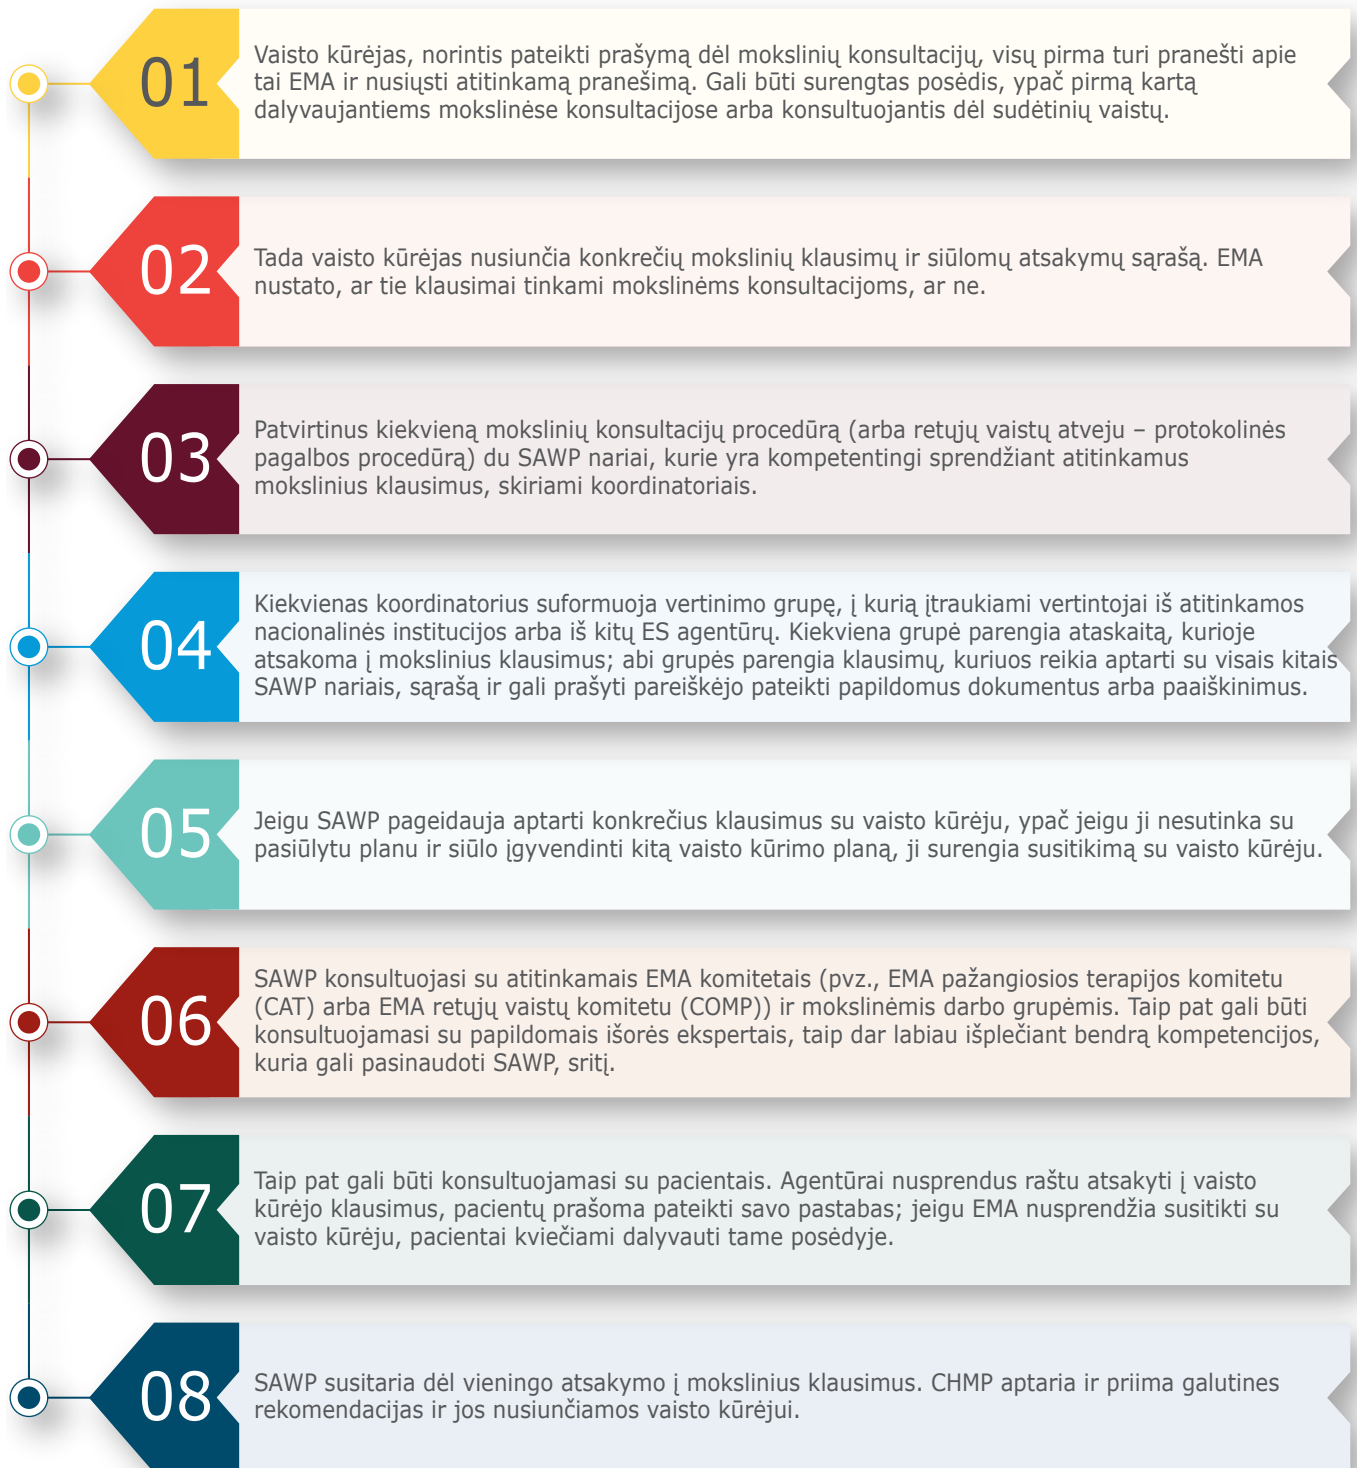 01
Vaisto kūrėjas, norintis pateikti prašymą dėl mokslinių konsultacijų, visų pirma turi pranešti apie
tai EMA ir nusiųsti atitinkamą pranešimą. Gali būti surengtas posėdis, ypač pirmą kartą
dalyvaujantiems mokslinėse konsultacijose arba konsultuojantis dėl sudėtinių vaistų.
02
Tada vaisto kūrėjas nusiunčia konkrečių mokslinių klausimų ir siūlomų atsakymų sąrašą. EMA
nustato, ar tie klausimai tinkami mokslinėms konsultacijoms, ar ne.
03
Patvirtinus kiekvieną mokslinių konsultacijų procedūrą (arba retųjų vaistų atveju – protokolinės
pagalbos procedūrą) du SAWP nariai, kurie yra kompetentingi sprendžiant atitinkamus
mokslinius klausimus, skiriami koordinatoriais.
04
Kiekvienas koordinatorius suformuoja vertinimo grupę, į kurią įtraukiami vertintojai iš atitinkamos
nacionalinės institucijos arba iš kitų ES agentūrų. Kiekviena grupė parengia ataskaitą, kurioje
atsakoma į mokslinius klausimus; abi grupės parengia klausimų, kuriuos reikia aptarti su visais kitais
SAWP nariais, sąrašą ir gali prašyti pareiškėjo pateikti papildomus dokumentus arba paaiškinimus.
05
Jeigu SAWP pageidauja aptarti konkrečius klausimus su vaisto kūrėju, ypač jeigu ji nesutinka su
pasiūlytu planu ir siūlo įgyvendinti kitą vaisto kūrimo planą, ji surengia susitikimą su vaisto kūrėju.
06
SAWP konsultuojasi su atitinkamais EMA komitetais (pvz., EMA pažangiosios terapijos komitetu
(CAT) arba EMA retųjų vaistų komitetu (COMP)) ir mokslinėmis darbo grupėmis. Taip pat gali būti
konsultuojamasi su papildomais išorės ekspertais, taip dar labiau išplečiant bendrą kompetencijos,
kuria gali pasinaudoti SAWP, sritį.
07
Taip pat gali būti konsultuojamasi su pacientais. Agentūrai nusprendus raštu atsakyti į vaisto
kūrėjo klausimus, pacientų prašoma pateikti savo pastabas; jeigu EMA nusprendžia susitikti su
vaisto kūrėju, pacientai kviečiami dalyvauti tame posėdyje.
08
SAWP susitaria dėl vieningo atsakymo į mokslinius klausimus. CHMP aptaria ir priima galutines
rekomendacijas ir jos nusiunčiamos vaisto kūrėjui.